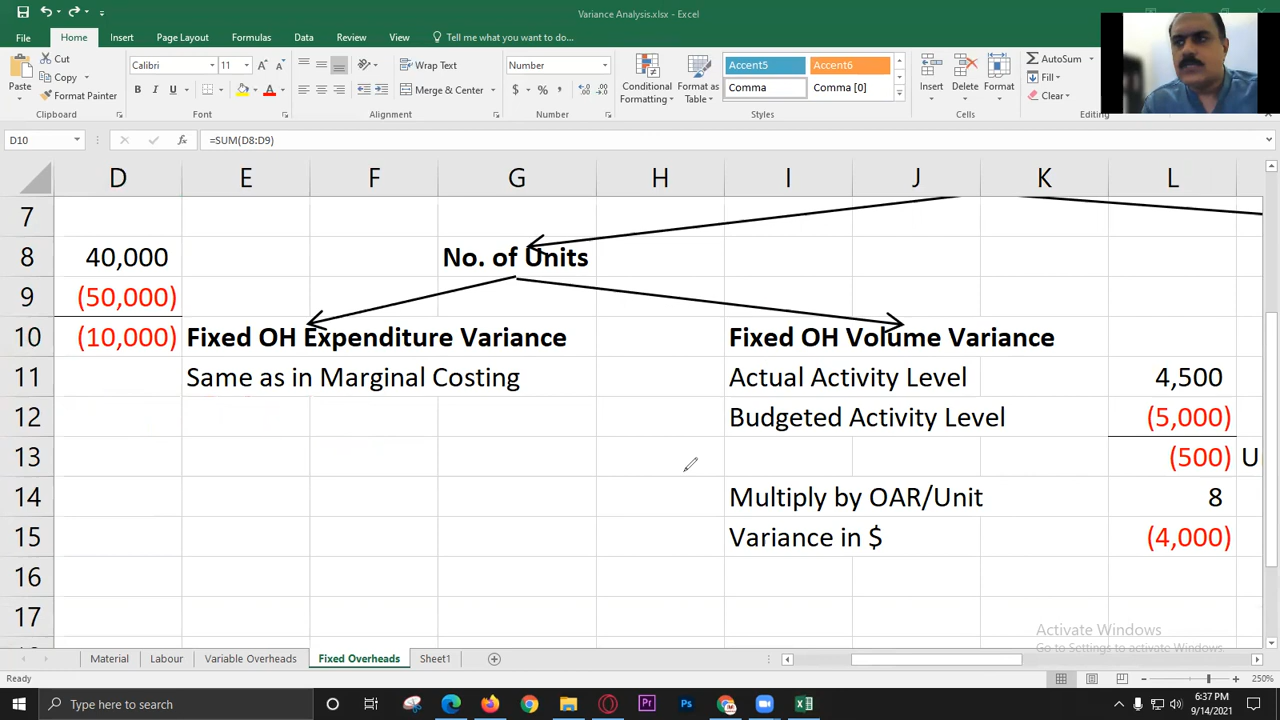 Variance Analysis.xlsx - Excel
File Home Insert Page Layout Formulas Data Review View Tell me what you want to do...
Cut
Copy
Format Painter
Paste
Clipboard
Calibri 11
B I U
Font
Wrap Text
Merge & Center
Alignment
Number
Number
Conditional Formatting
Format as Table
Accent5 Accent6
Comma Comma [0]
Styles
Insert Delete Format
Cells
AutoSum
Fill
Clear
Editing
D10 fx =SUM(D8:D9)
D E F G H I J K L
7
8 40,000 No. of Units
9 (50,000)
10 (10,000) Fixed OH Expenditure Variance Fixed OH Volume Variance
11 Same as in Marginal Costing Actual Activity Level 4,500
12 Budgeted Activity Level (5,000)
13 (500) U
14 Multiply by OAR/Unit 8
15 Variance in $ (4,000)
16
17
Activate Windows
Go to Settings to activate Windows.
Material Labour Variable Overheads Fixed Overheads Sheet1
Ready 250%
Type here to search
6:37 PM
9/14/2021